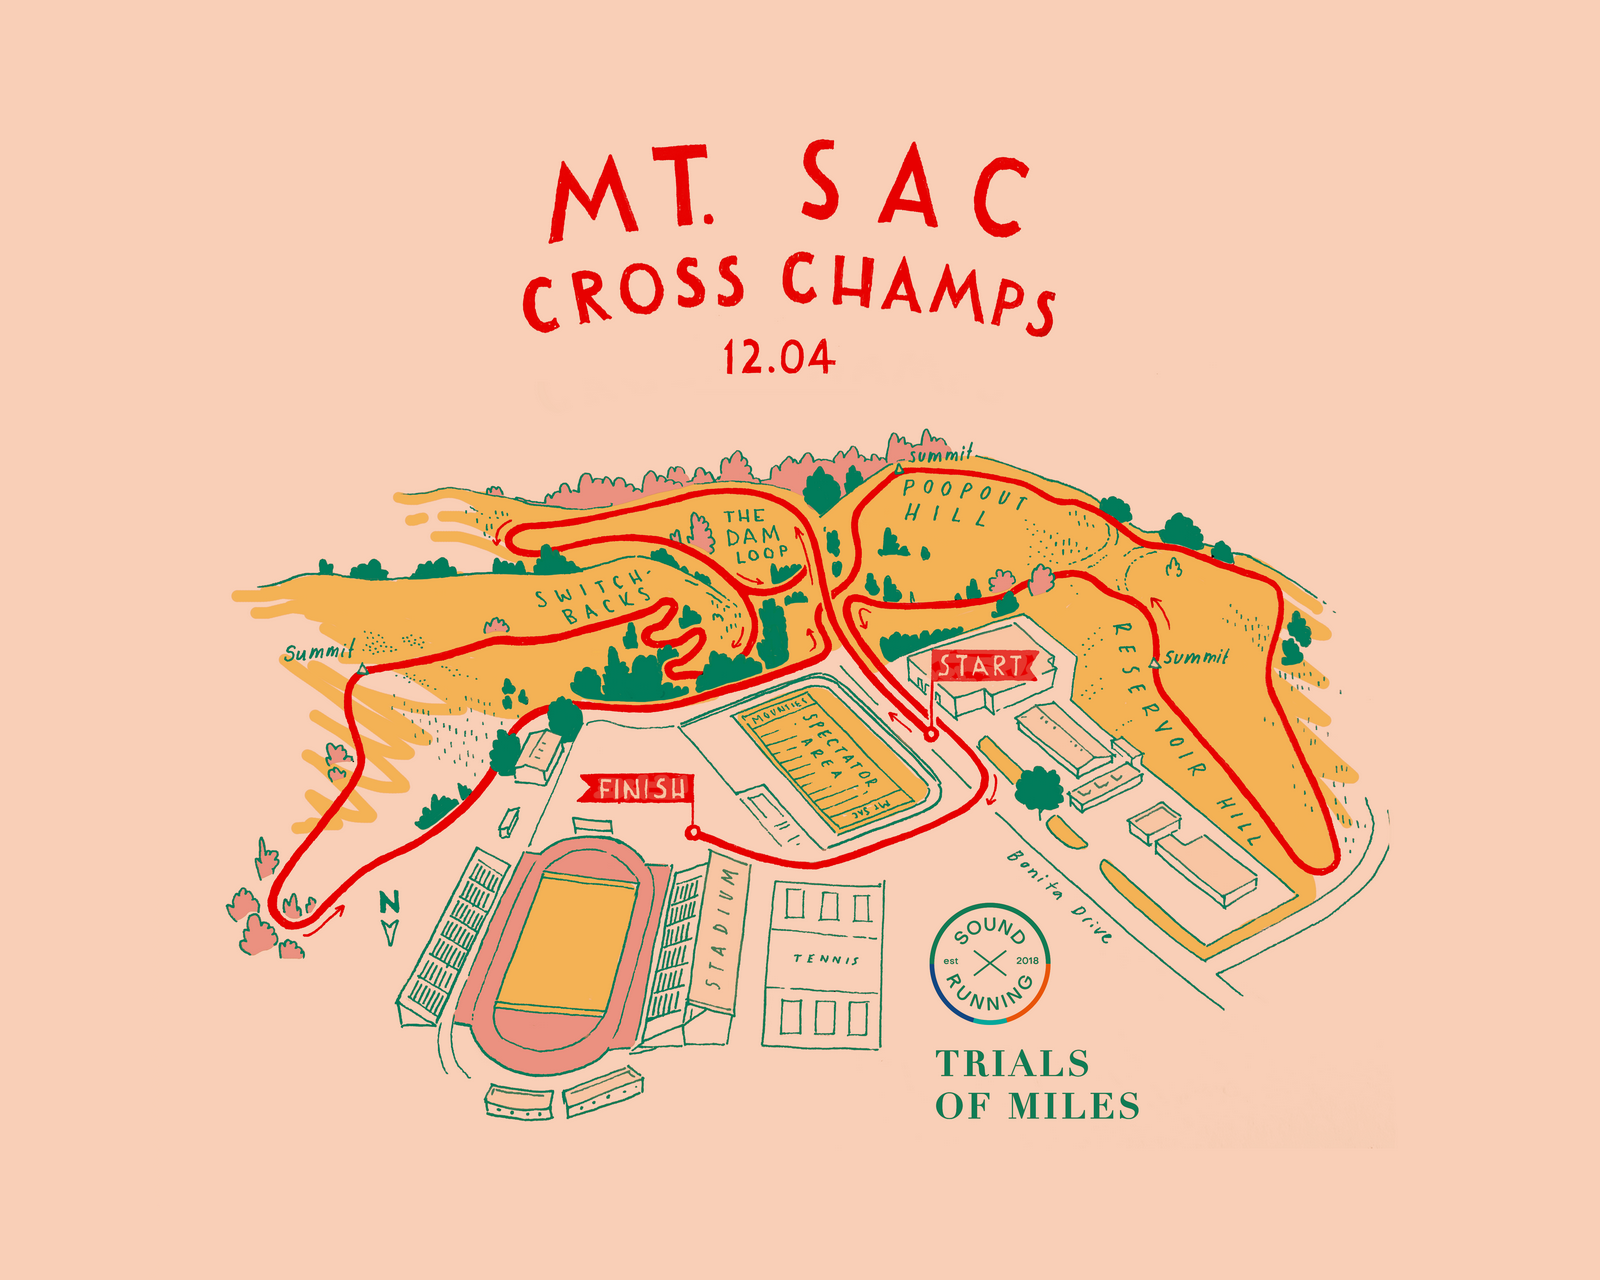 MT. SAC
CROSS CHAMPS
12.04
summit
POOPOUT
HILL
THE
DAM
LOOP
SWITCH-
BACKS
Summit
summit
START
RESERVOIR HILL
MOUNTIES
SPECTATOR
AREA
MT. SAC
FINISH
Bonita Drive
N
STADIUM
TENNIS
SOUND
est 2018
RUNNING
TRIALS
OF MILES